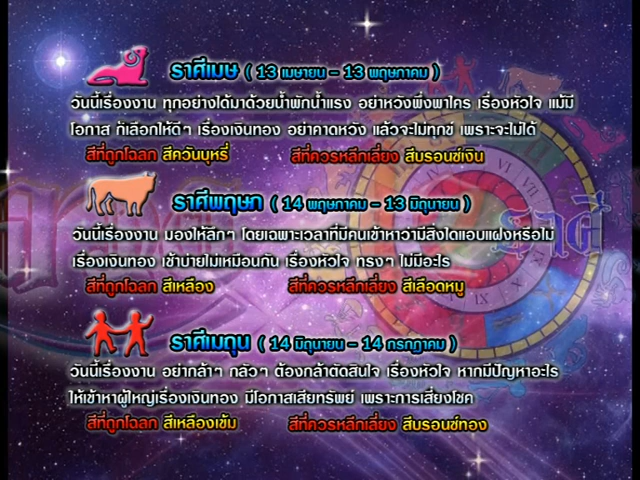 ราศีเมษ ( 13 เมษายน - 13 พฤษภาคม )
วันนี้เรื่องงาน ทุกอย่างได้มาด้วยน้ำพักน้ำแรง อย่าหวังพึ่งพาใคร เรื่องหัวใจ แม้มี
โอกาส ก็เลือกให้ดีๆ เรื่องเงินทอง อย่าคาดหวัง แล้วจะไม่ทุกข์ เพราะจะไม่ได้
สีที่ถูกโฉลก สีควันบุหรี่ สีที่ควรหลีกเลี่ยง สีบรอนซ์เงิน
ราศีพฤษภ ( 14 พฤษภาคม - 13 มิถุนายน )
วันนี้เรื่องงาน มองให้ลึกๆ โดยเฉพาะเวลาที่มีคนเข้าหาว่ามีสิ่งใดแอบแฝงหรือไม่
เรื่องเงินทอง เช้าบ่ายไม่เหมือนกัน เรื่องหัวใจ ทรงๆ ไม่มีอะไร
สีที่ถูกโฉลก สีเหลือง สีที่ควรหลีกเลี่ยง สีเลือดหมู
ราศีเมถุน ( 14 มิถุนายน - 14 กรกฎาคม )
วันนี้เรื่องงาน อย่ากล้าๆ กลัวๆ ต้องกล้าตัดสินใจ เรื่องหัวใจ หากมีปัญหาอะไร
ให้เข้าหาผู้ใหญ่เรื่องเงินทอง มีโอกาสเสียทรัพย์ เพราะการเสี่ยงโชค
สีที่ถูกโฉลก สีเหลืองเข้ม สีที่ควรหลีกเลี่ยง สีบรอนซ์ทอง